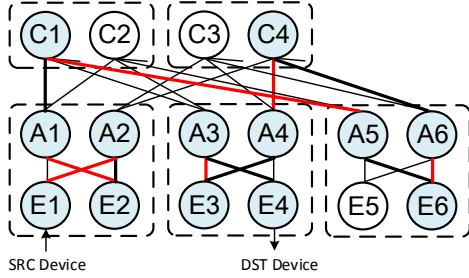 C1 C2 C3 C4
A1 A2 A3 A4 A5 A6
E1 E2 E3 E4 E5 E6
SRC Device DST Device